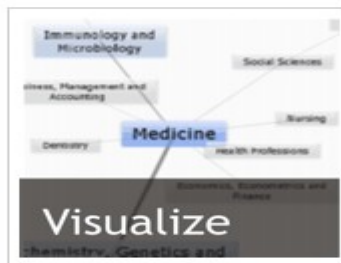 Immunology and
Microbiology
Social Sciences
iness, Management and
Accounting
Nursing
Medicine
Dentistry
Health Professions
Economics, Econometrics and
Finance
Visualize
chemistry, Genetics and